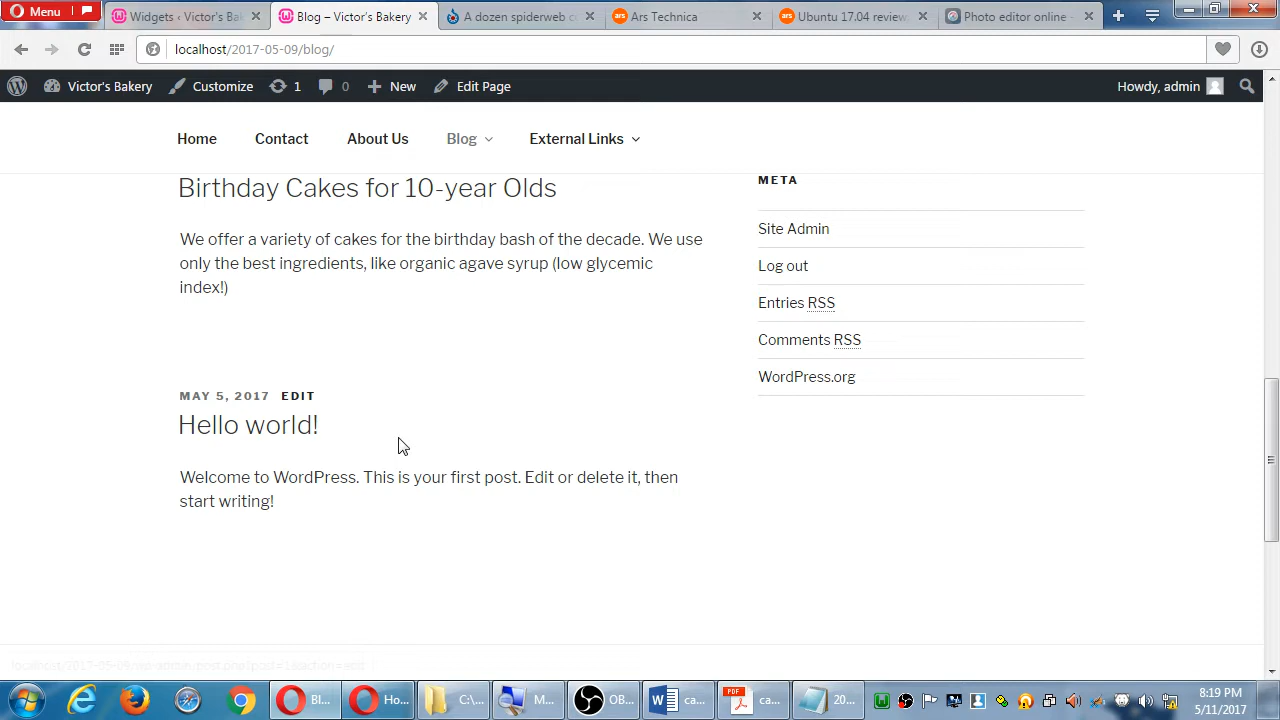 Menu
Widgets ‹ Victor's Bak
Blog – Victor's Bakery
A dozen spiderweb c
Ars Technica
Ubuntu 17.04 review
Photo editor online -
localhost/2017-05-09/blog/
Victor's Bakery
Customize
1
0
New
Edit Page
Howdy, admin
Home
Contact
About Us
Blog
External Links
Birthday Cakes for 10-year Olds
We offer a variety of cakes for the birthday bash of the decade. We use
only the best ingredients, like organic agave syrup (low glycemic
index!)
META
Site Admin
Log out
Entries RSS
Comments RSS
WordPress.org
MAY 5, 2017 EDIT
Hello world!
Welcome to WordPress. This is your first post. Edit or delete it, then
start writing!
Bl...
Ho...
C:\...
M...
OB...
ca...
PDF
ca...
20...
8:19 PM
5/11/2017